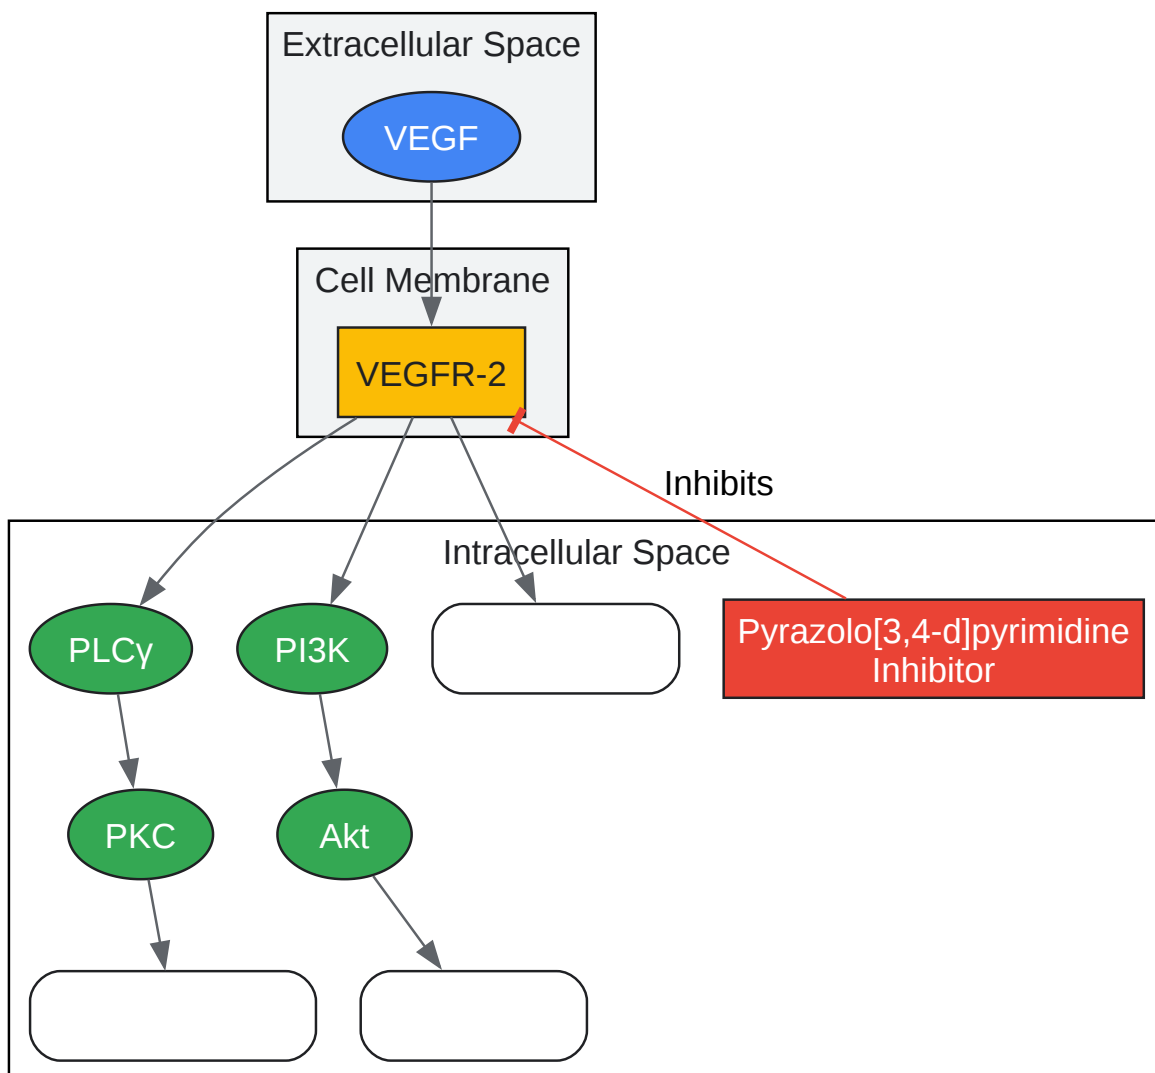 Extracellular Space
VEGF
Cell Membrane
VEGFR-2
Inhibits
Intracellular Space
PLCγ
PI3K
Pyrazolo[3,4-d]pyrimidine
Inhibitor
PKC
Akt